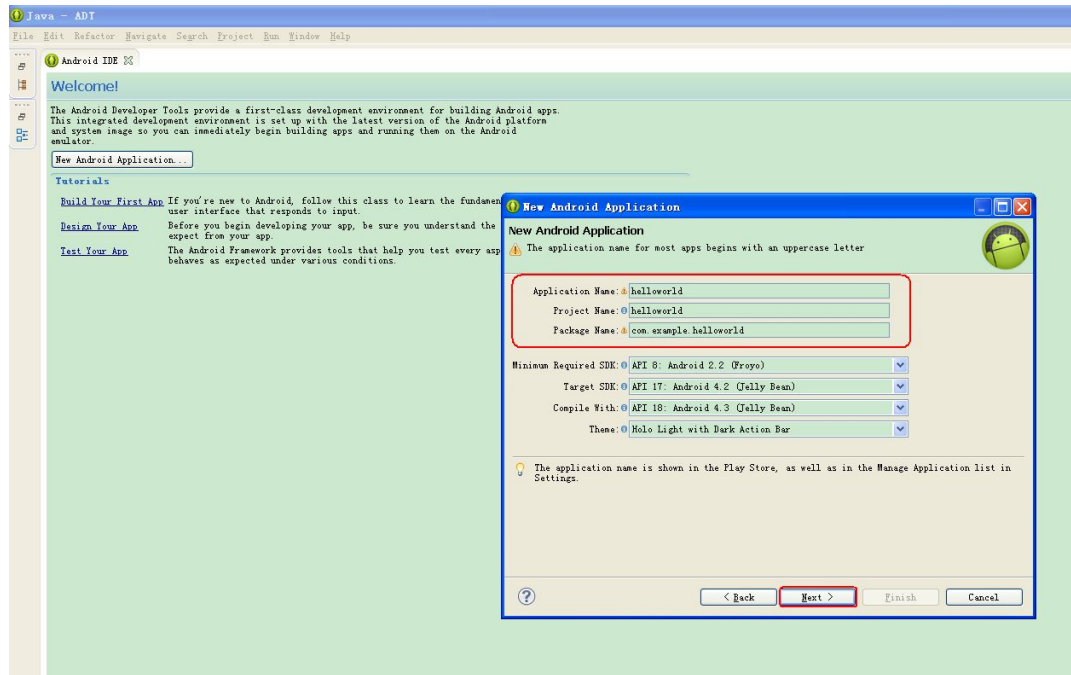 Java - ADT
File Edit Refactor Navigate Search Project Run Window Help
Android IDE
Welcome!
The Android Developer Tools provide a first-class development environment for building Android apps.
This integrated development environment is set up with the latest version of the Android platform
and system image so you can immediately begin building apps and running them on the Android
emulator.
New Android Application...
Tutorials
Build Your First App If you're new to Android, follow this class to learn the fundamen
user interface that responds to input.
Design Your App Before you begin developing your app, be sure you understand the
expect from your app.
Test Your App The Android Framework provides tools that help you test every asp
behaves as expected under various conditions.
New Android Application
New Android Application
The application name for most apps begins with an uppercase letter
Application Name: helloworld
Project Name: helloworld
Package Name: com.example.helloworld
Minimum Required SDK: API 8: Android 2.2 (Froyo)
Target SDK: API 17: Android 4.2 (Jelly Bean)
Compile With: API 18: Android 4.3 (Jelly Bean)
Theme: Holo Light with Dark Action Bar
The application name is shown in the Play Store, as well as in the Manage Application list in
Settings.
? < Back Next > Finish Cancel